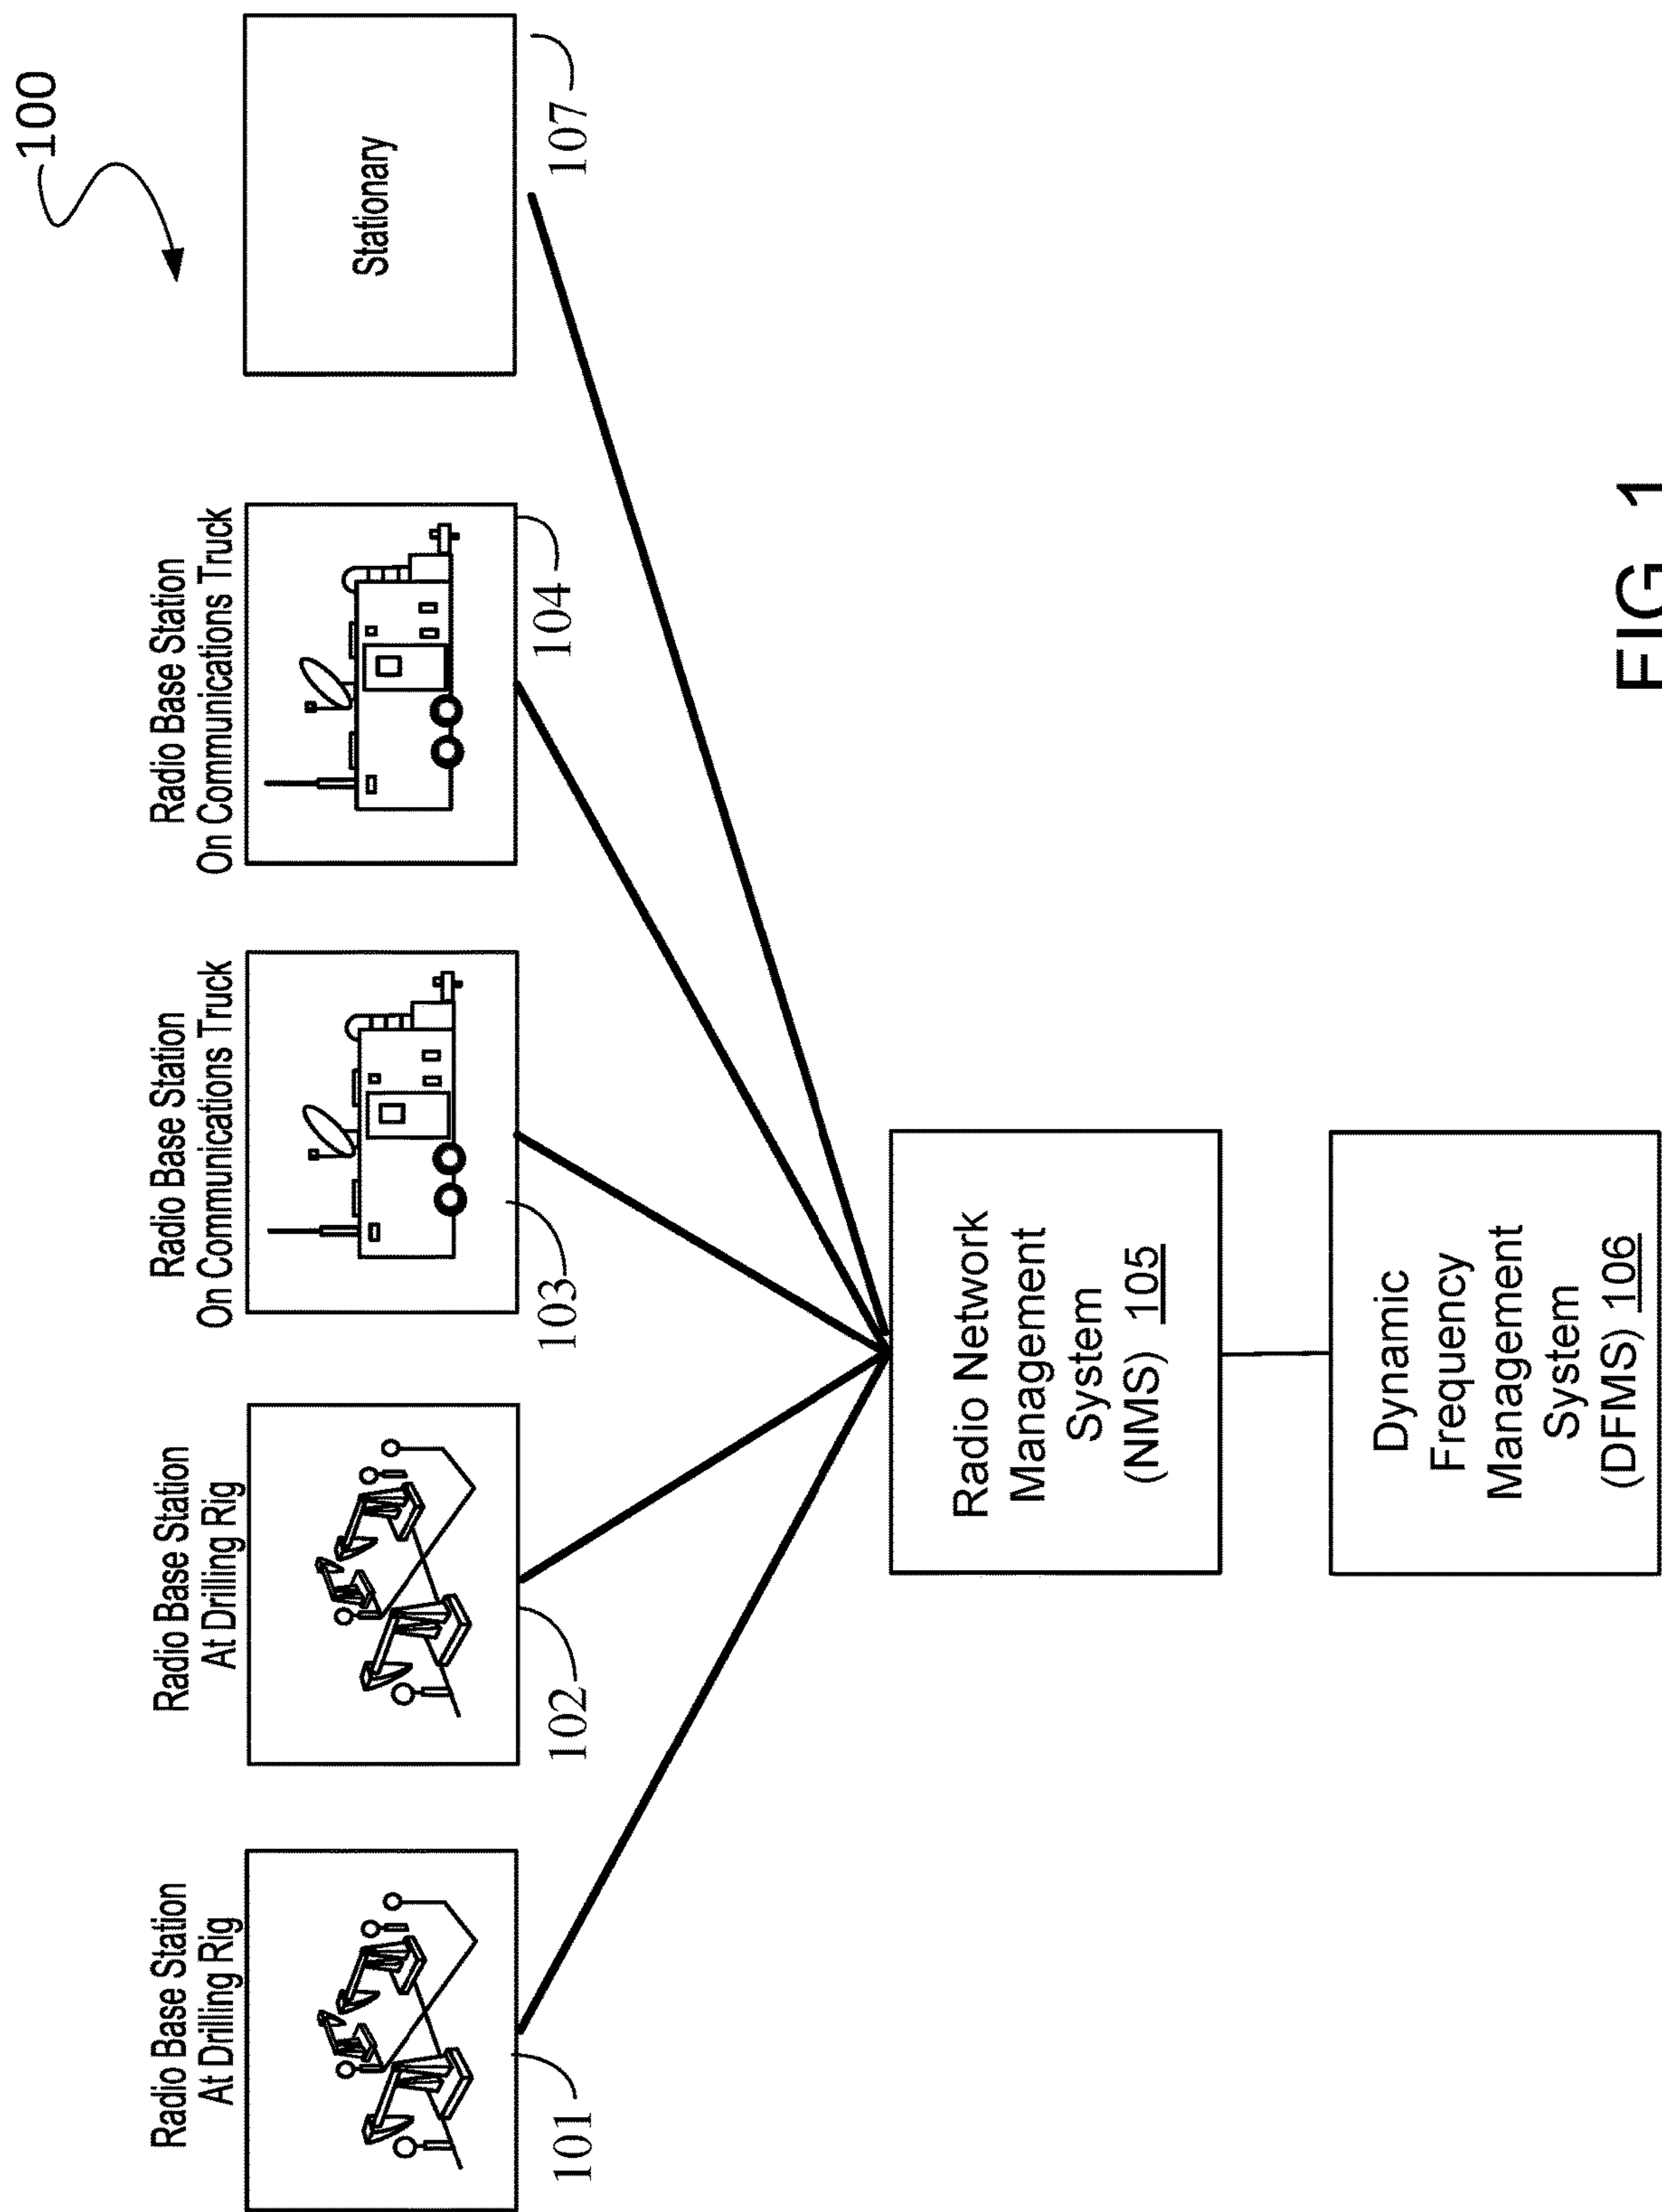 100
Radio Base Station
At Drilling Rig
101
Radio Base Station
At Drilling Rig
102
Radio Base Station
On Communications Truck
103
Radio Base Station
On Communications Truck
104
Stationary
107
Radio Network
Management
System
(NMS) 105
Dynamic
Frequency
Management
System
(DFMS) 106
FIG. 1